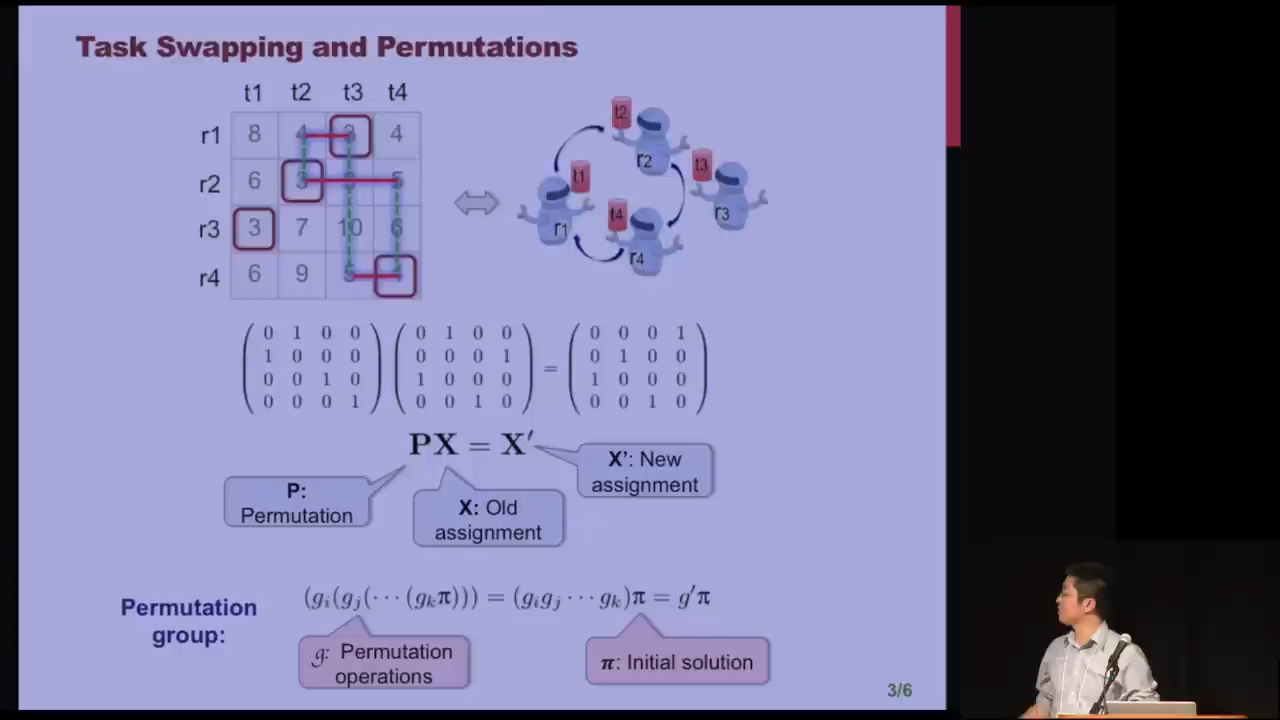 Task Swapping and Permutations
t1 t2 t3 t4
r1 8 4 3 4
r2 6 3 5
r3 3 7 10 6
r4 6 9
t2
r2
t3
r3
t1
r1
t4
r4
0 1 0 0 0 1 0 0 0 0 0 1
1 0 0 0 0 0 0 1 0 1 0 0
0 0 1 0 1 0 0 0 = 1 0 0 0
0 0 0 1 0 0 1 0 0 0 1 0
PX = X′
X’: New
assignment
P:
Permutation
X: Old
assignment
Permutation
group:
(gᵢ(gⱼ(⋯(gₖπ))) = (gᵢgⱼ⋯gₖ)π = g′π
g: Permutation
operations
π: Initial solution
3/6